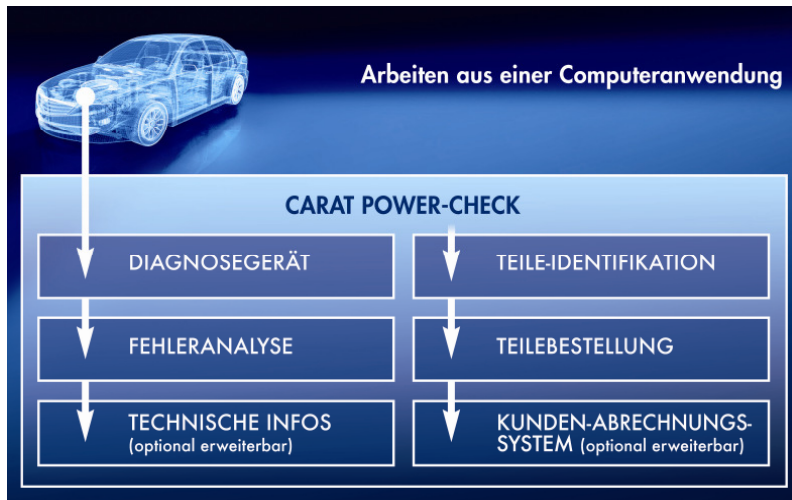 Arbeiten aus einer Computeranwendung
CARAT POWER-CHECK
DIAGNOSEGERÄT
FEHLERANALYSE
TECHNISCHE INFOS
(optional erweiterbar)
TEILE-IDENTIFIKATION
TEILEBESTELLUNG
KUNDEN-ABRECHNUNGS-
SYSTEM (optional erweiterbar)